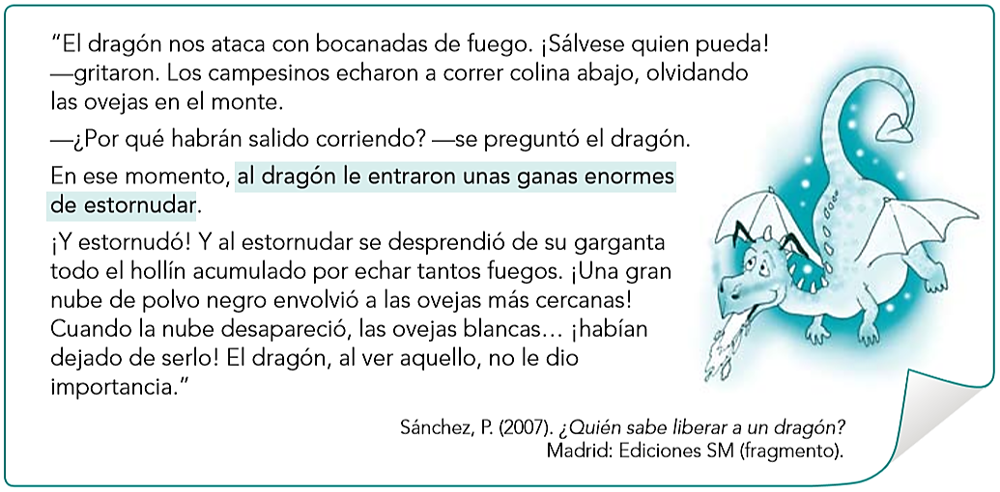 “El dragón nos ataca con bocanadas de fuego. ¡Sálvese quien pueda!
—gritaron. Los campesinos echaron a correr colina abajo, olvidando
las ovejas en el monte.
—¿Por qué habrán salido corriendo? —se preguntó el dragón.
En ese momento, al dragón le entraron unas ganas enormes
de estornudar.
¡Y estornudó! Y al estornudar se desprendió de su garganta
todo el hollín acumulado por echar tantos fuegos. ¡Una gran
nube de polvo negro envolvió a las ovejas más cercanas!
Cuando la nube desapareció, las ovejas blancas… ¡habían
dejado de serlo! El dragón, al ver aquello, no le dio
importancia.”
Sánchez, P. (2007). ¿Quién sabe liberar a un dragón?
Madrid: Ediciones SM (fragmento).